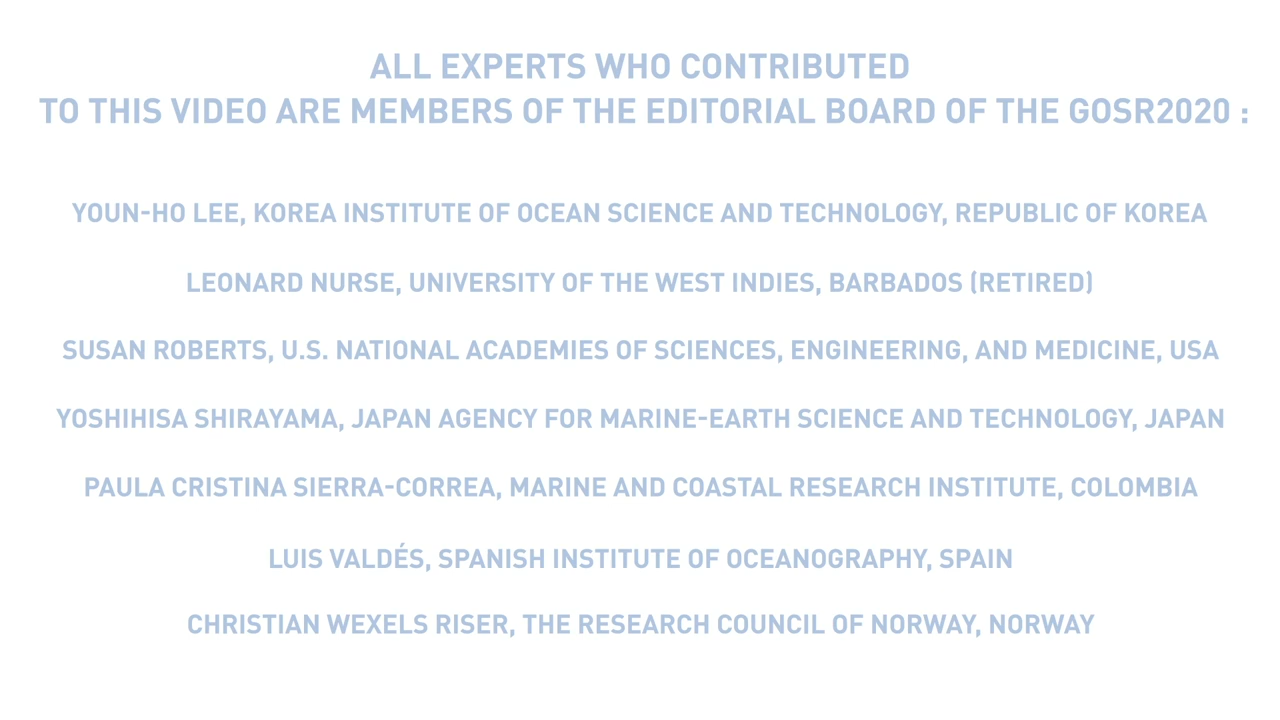 ALL EXPERTS WHO CONTRIBUTED
TO THIS VIDEO ARE MEMBERS OF THE EDITORIAL BOARD OF THE GOSR2020 :
YOUN-HO LEE, KOREA INSTITUTE OF OCEAN SCIENCE AND TECHNOLOGY, REPUBLIC OF KOREA
LEONARD NURSE, UNIVERSITY OF THE WEST INDIES, BARBADOS (RETIRED)
SUSAN ROBERTS, U.S. NATIONAL ACADEMIES OF SCIENCES, ENGINEERING, AND MEDICINE, USA
YOSHIHISA SHIRAYAMA, JAPAN AGENCY FOR MARINE-EARTH SCIENCE AND TECHNOLOGY, JAPAN
PAULA CRISTINA SIERRA-CORREA, MARINE AND COASTAL RESEARCH INSTITUTE, COLOMBIA
LUIS VALDÉS, SPANISH INSTITUTE OF OCEANOGRAPHY, SPAIN
CHRISTIAN WEXELS RISER, THE RESEARCH COUNCIL OF NORWAY, NORWAY